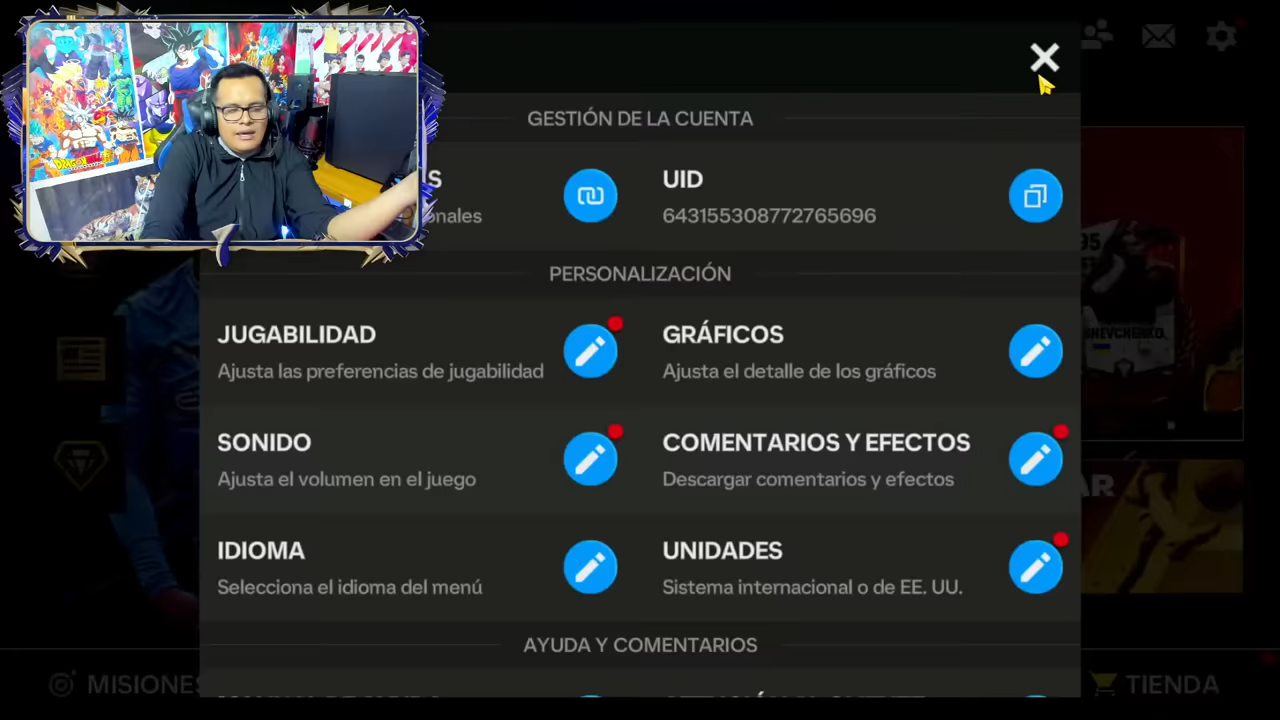 GESTIÓN DE LA CUENTA
UID
643155308772765696
PERSONALIZACIÓN
JUGABILIDAD
Ajusta las preferencias de jugabilidad
GRÁFICOS
Ajusta el detalle de los gráficos
SONIDO
Ajusta el volumen en el juego
COMENTARIOS Y EFECTOS
Descargar comentarios y efectos
IDIOMA
Selecciona el idioma del menú
UNIDADES
Sistema internacional o de EE. UU.
AYUDA Y COMENTARIOS
MISIONES
TIENDA